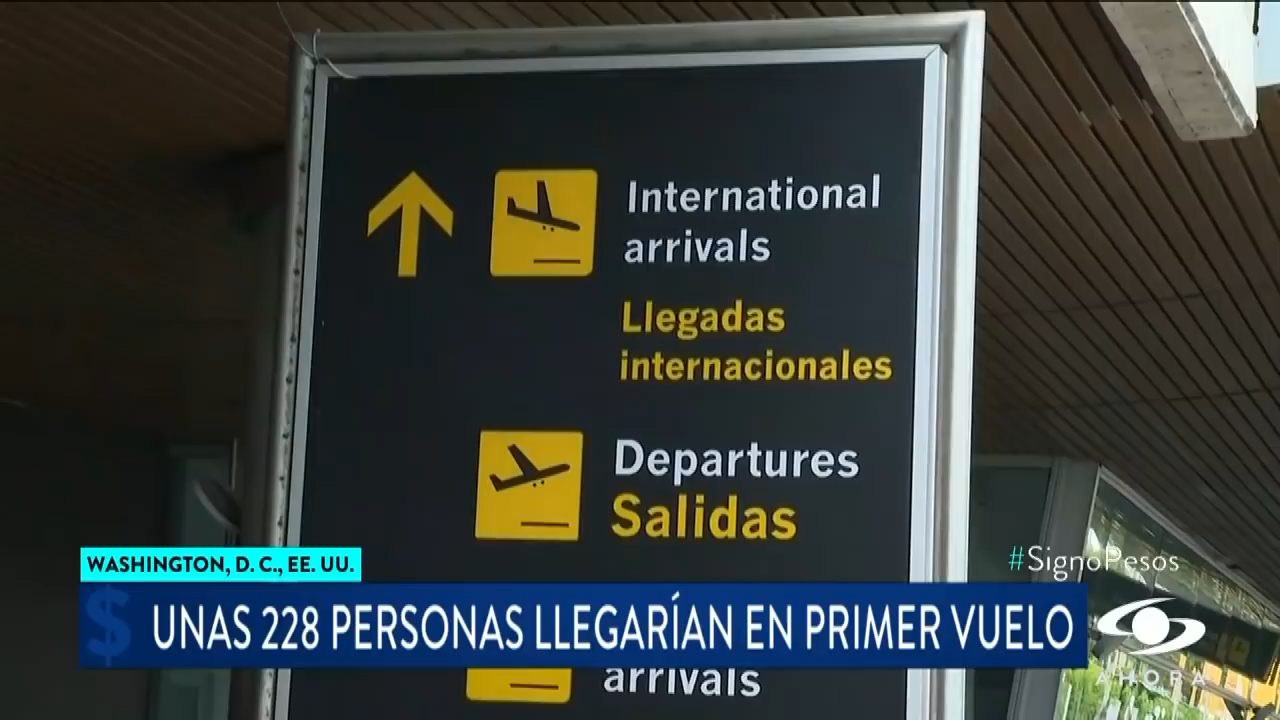 International
arrivals
Llegadas
internacionales
Departures
Salidas
WASHINGTON, D. C., EE. UU.
#SignoPesos
$ UNAS 228 PERSONAS LLEGARÍAN EN PRIMER VUELO
arrivals
AHORA